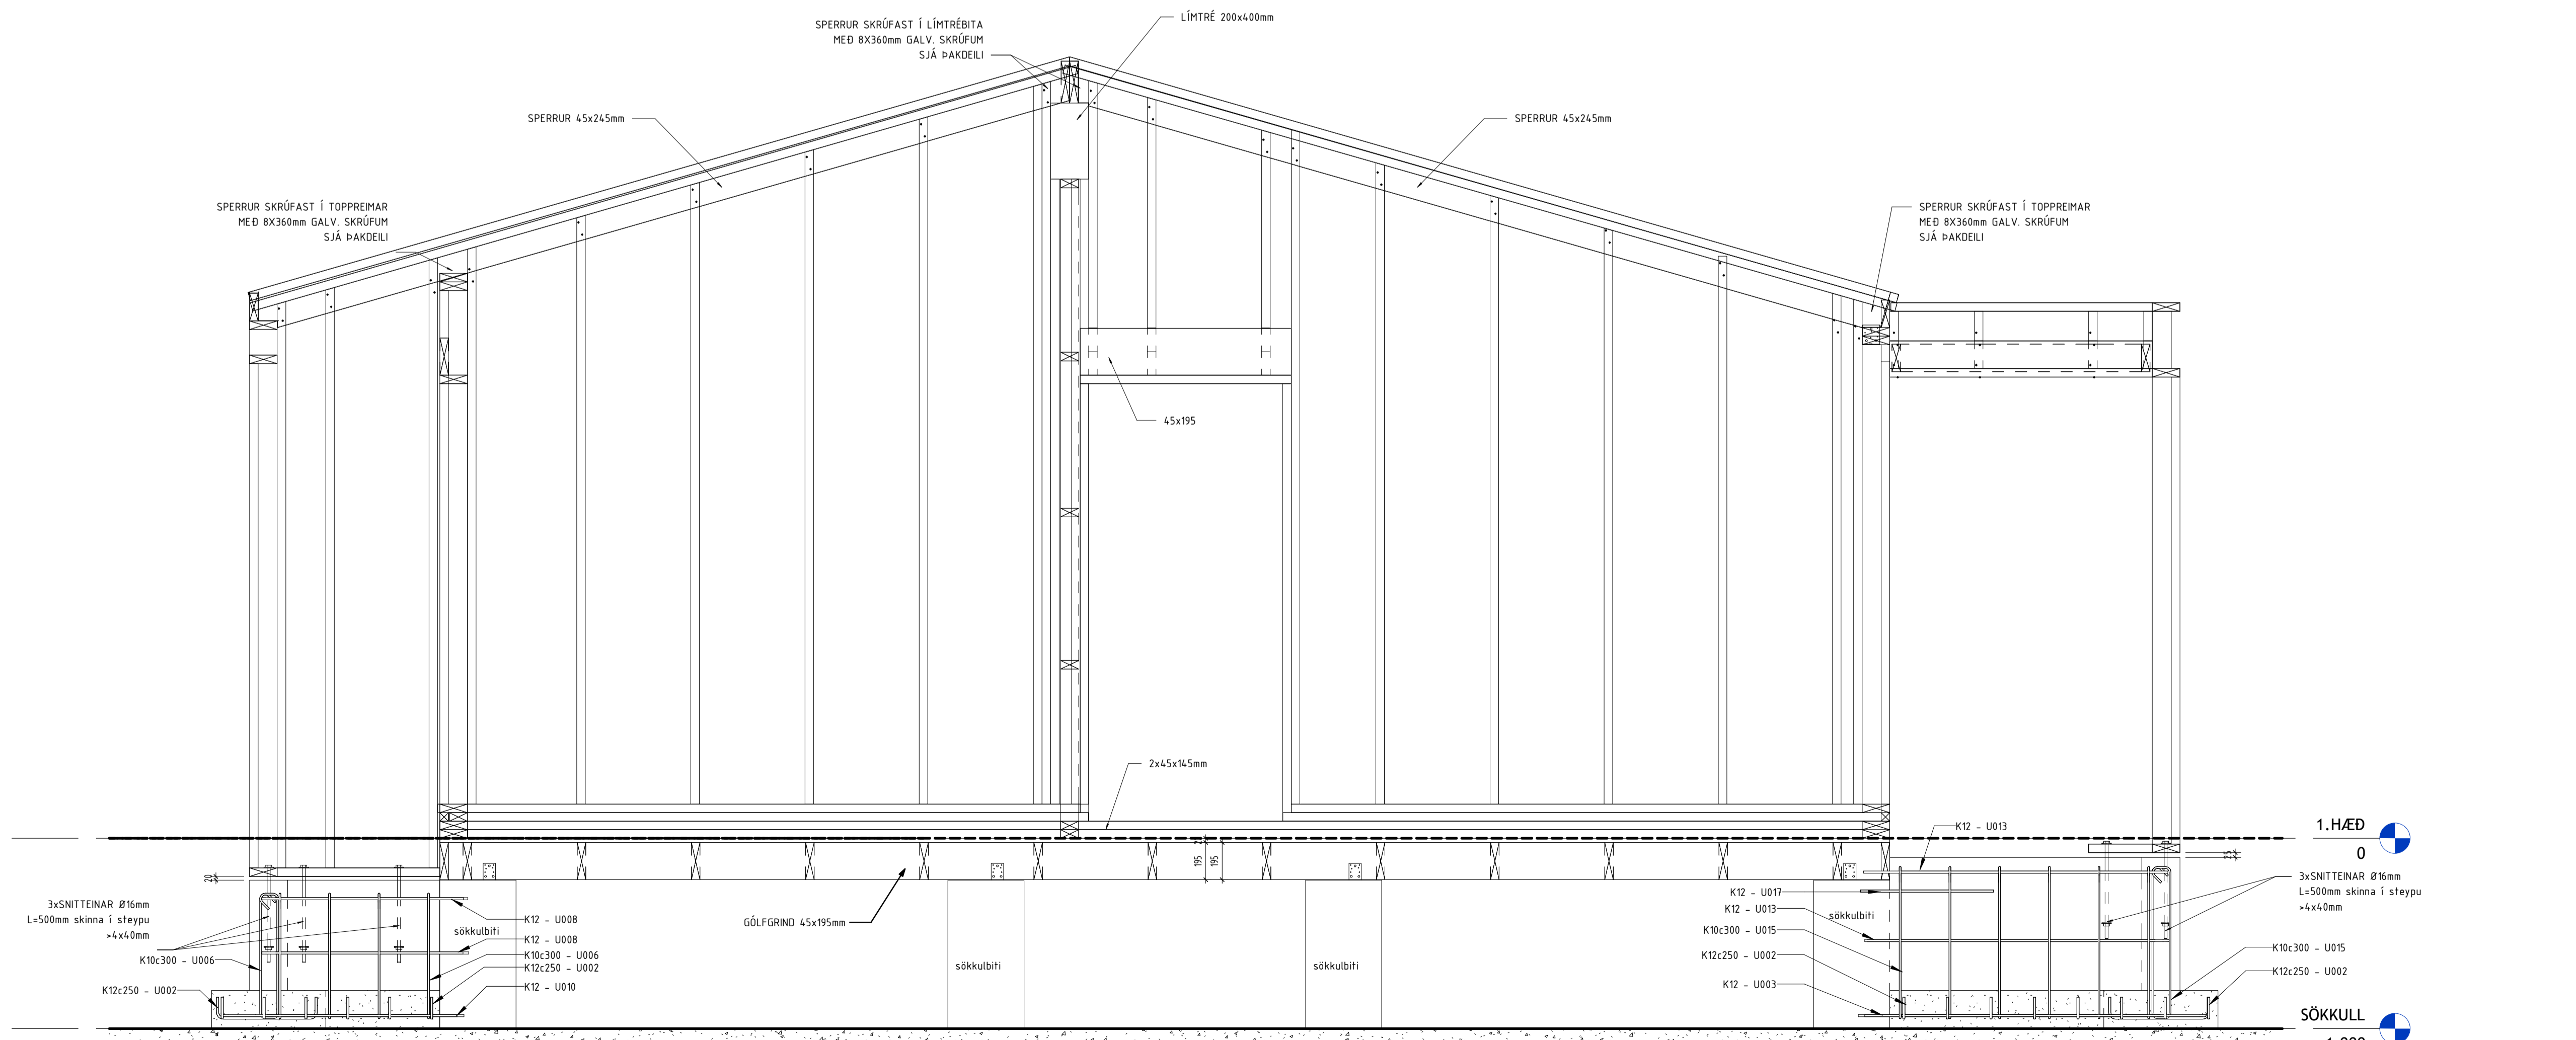 SPERRUR SKRÚFAST Í LÍMTRÉBITA
MEÐ 8X360mm GALV. SKRÚFUM
SJÁ ÞAKDEILI
LÍMTRÉ 200x400mm
SPERRUR 45x245mm
SPERRUR 45x245mm
SPERRUR SKRÚFAST Í TOPPREIMAR
MEÐ 8X360mm GALV. SKRÚFUM
SJÁ ÞAKDEILI
SPERRUR SKRÚFAST Í TOPPREIMAR
MEÐ 8X360mm GALV. SKRÚFUM
SJÁ ÞAKDEILI
45x195
2x45x145mm
1.HÆÐ
0
K12 - U013
195
195
25
20
3xSNITTEINAR Ø16mm
L=500mm skinna í steypu
>4x40mm
K10c300 - U006
K12c250 - U002
K12 - U008
sökkulbiti
K12 - U008
K10c300 - U006
K12c250 - U002
K12 - U010
GÓLFGRIND 45x195mm
sökkulbiti
sökkulbiti
K12 - U017
K12 - U013
sökkulbiti
K10c300 - U015
K12c250 - U002
K12 - U003
3xSNITTEINAR Ø16mm
L=500mm skinna í steypu
>4x40mm
K10c300 - U015
K12c250 - U002
SÖKKULL